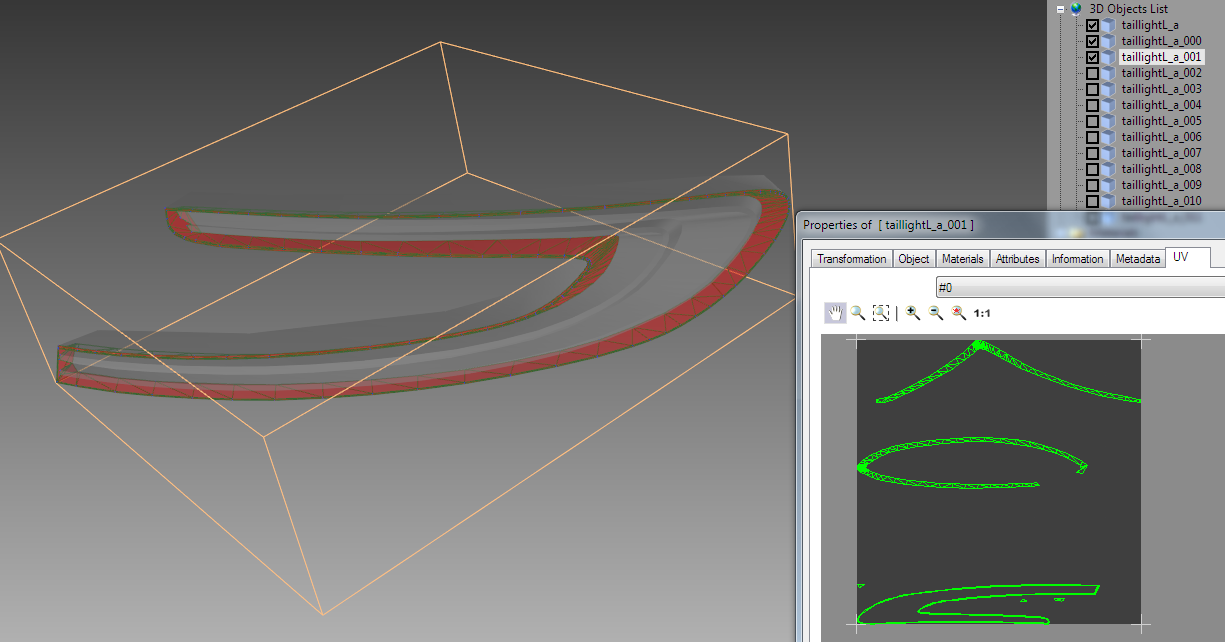 3D Objects List
taillightL_a
taillightL_a_000
taillightL_a_001
taillightL_a_002
taillightL_a_003
taillightL_a_004
taillightL_a_005
taillightL_a_006
taillightL_a_007
taillightL_a_008
taillightL_a_009
taillightL_a_010
Properties of [ taillightL_a_001 ]
Transformation Object Materials Attributes Information Metadata UV
#0
1:1